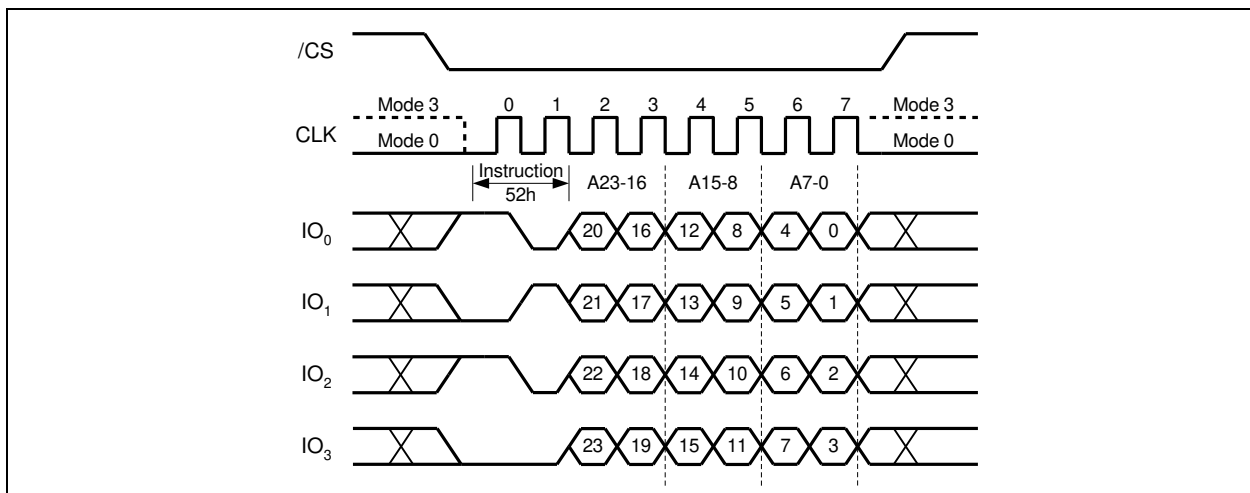 /CS
Mode 3 0 1 2 3 4 5 6 7 Mode 3
CLK
Mode 0 Mode 0
Instruction
52h
A23-16 A15-8 A7-0
IO0 20 16 12 8 4 0
IO1 21 17 13 9 5 1
IO2 22 18 14 10 6 2
IO3 23 19 15 11 7 3